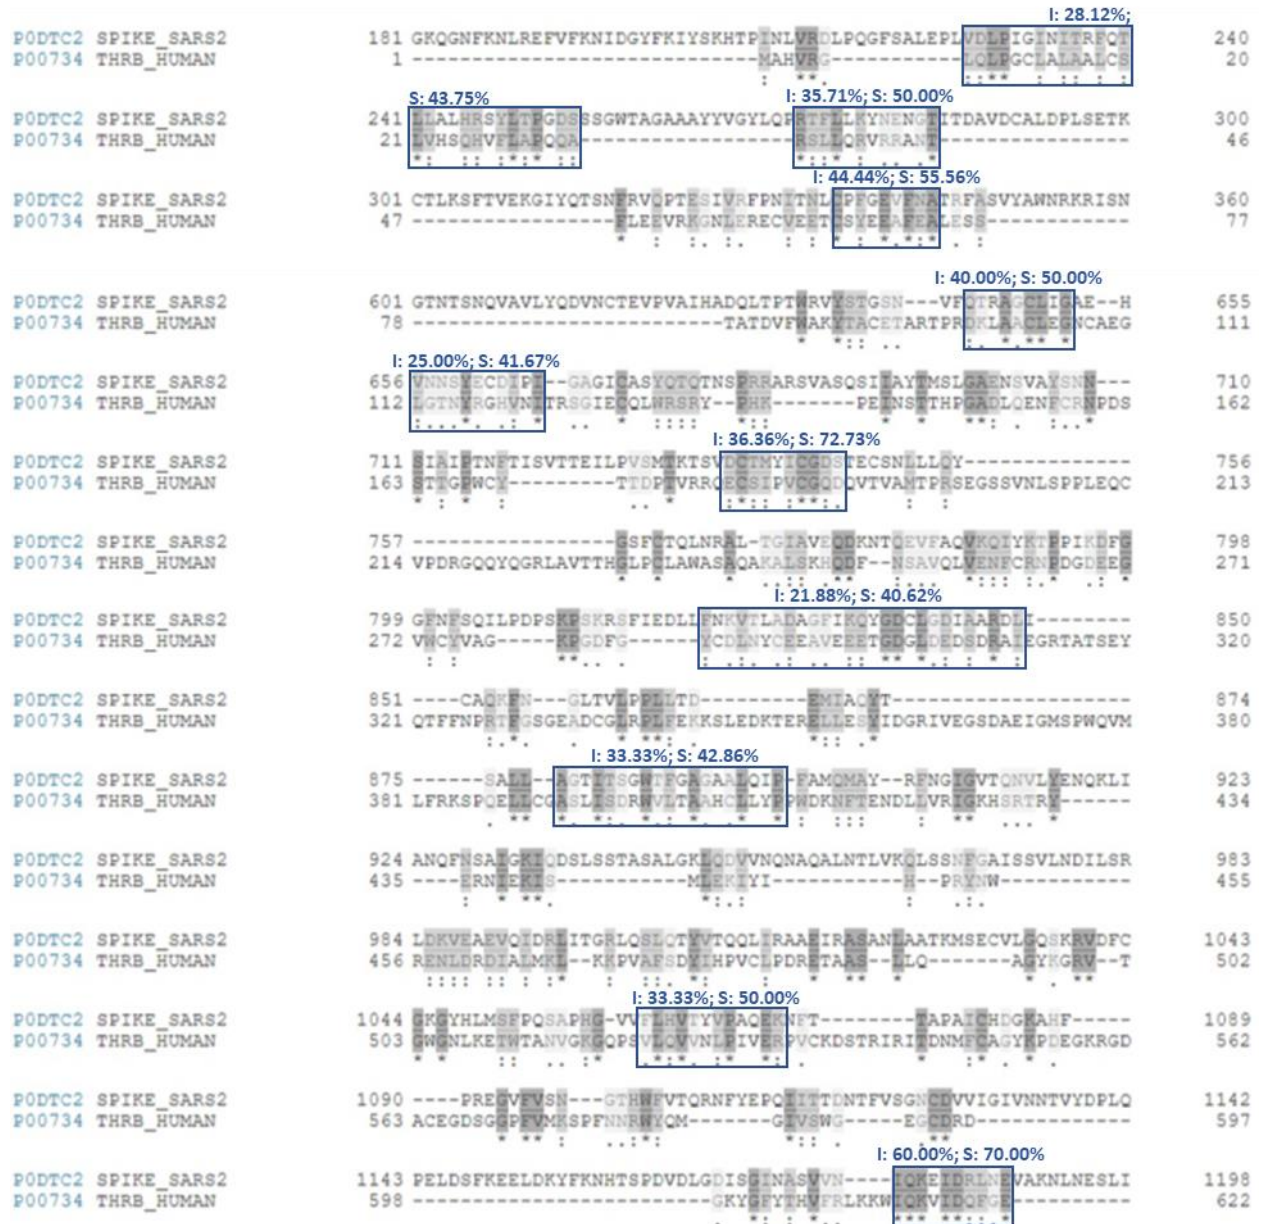 I: 28.12%;
P0DTC2 SPIKE_SARS2 181 GKQGNFKNLREFVFKNIDGYFKIYSKHTPINLVRDLPQGFSALEPLVDLPIGINITRFQT 240
P00734 THRB_HUMAN 1 -----------------------------MAHVRG-----------LQLPGCLALAALCS 20
S: 43.75% I: 35.71%; S: 50.00%
P0DTC2 SPIKE_SARS2 241 LLALHRSYLTPGDSSSGWTAGAAAYYVGYLQPRTFLLKYNENGTITDAVDCALDPLSETK 300
P00734 THRB_HUMAN 21 LVHSQHVFLAPQQA------------------RSLLQRVRRANT---------------- 46
I: 44.44%; S: 55.56%
P0DTC2 SPIKE_SARS2 301 CTLKSFTVEKGIYQTSNFRVQPTESIVRFPNITNLCPFGEVFNATRFASVYAWNRKRISN 360
P00734 THRB_HUMAN 47 -----------------FLEEVRKGNLERECVEETCSYEEAFEALESS------------ 77
I: 40.00%; S: 50.00%
P0DTC2 SPIKE_SARS2 601 GTNTSNQVAVLYQDVNCTEVPVAIHADQLTPTWRVYSTGSN---VFQTRAGCLIGAE--H 655
P00734 THRB_HUMAN 78 --------------------------TATDVFWAKYTACETARTPRDKLAACLEGNCAEG 111
I: 25.00%; S: 41.67%
P0DTC2 SPIKE_SARS2 656 VNNSYECDIPI--GAGICASYQTQTNSPRRARSVASQSIIAYTMSLGAENSVAYSNN--- 710
P00734 THRB_HUMAN 112 LGTNYRGHVNITRSGIECQLWRSRY--PHK-------PEINSTTHPGADLQENFCRNPDS 162
I: 36.36%; S: 72.73%
P0DTC2 SPIKE_SARS2 711 SIAIPTNFTISVTTEILPVSMTKTSVDCTMYICGDSTECSNLLLQY-------------- 756
P00734 THRB_HUMAN 163 STTGPWCY----------TTDPTVRRQECSIPVCGQDQVTVAMTPRSEGSSVNLSPPLEQC 213
P0DTC2 SPIKE_SARS2 757 -----------------GSFCTQLNRAL--TGIAVEQDKNTQEVFAQVKQIYKTPPIKDFG 798
P00734 THRB_HUMAN 214 VPDRGQQYQGRLAVTTHGLPCLAWASAQAKALSKHQDF--NSAVQLVENFCRNPDGDEEG 271
I: 21.88%; S: 40.62%
P0DTC2 SPIKE_SARS2 799 GFNFSQILPDPSKPSKRSFIEDLLFNKVTLADAGFIKQYGDCLGDIAARDLI-------- 850
P00734 THRB_HUMAN 272 VWCYVAG-----KPGDFG------YCDLNYCEEAVEEETGDGLDEDSDRAIEGRTATSEY 320
P0DTC2 SPIKE_SARS2 851 ----CAQKFN---GLTVLPPLLTD---------EMIAQYT-------------------- 874
P00734 THRB_HUMAN 321 QTFFNPRTFGSGEADCGLRPLFEKKSLEDKTERELLESYIDGRIVEGSDAEIGMSPWQVM 380
I: 33.33%; S: 42.86%
P0DTC2 SPIKE_SARS2 875 ------SALL--AGTITSGWTFGAGAALQIP-FAMQMAY--RFNGIGVTQNVLYENQKLI 923
P00734 THRB_HUMAN 381 LFRKSPQELLCGASLISDRWVLTAAHCLLYPPWDKNFTENDLLVRIGKHSRTRY------ 434
P0DTC2 SPIKE_SARS2 924 ANQFNSAIGKIQDSLSSTASALGKLQDVVNQNAQALNTLVKQLSSNFGAISSVLNDILSR 983
P00734 THRB_HUMAN 435 ----ERNIEKIS-----------MLEKIYI-----------H--PRYNW----------- 455
P0DTC2 SPIKE_SARS2 984 LDKVEAEVQIDRLITGRLQSLQTYVTQQLIRAAEIRASANLAATKMSECVLGQSKRVDFC 1043
P00734 THRB_HUMAN 456 RENLDRDIALMKL--KKPVAFSDYIHPVCLPDRETAAS--LLQ--------AGYKGRV--T 502
I: 33.33%; S: 50.00%
P0DTC2 SPIKE_SARS2 1044 GKGYHLMSFPQSAPHG-VVFLHVTYVPAQEKNFT---------TAPAICHDGKAHF----- 1089
P00734 THRB_HUMAN 503 GWGNLKETWTANVGKGQPSVLQVVNLPIVERPVCKDSTRIRITDNMFCAGYKPDEGKRGD 562
P0DTC2 SPIKE_SARS2 1090 ----PREGVFVSN---GTHWFVTQRNFYEPQIITTDNTFVSGNCDVVIGIVNNTVYDPLQ 1142
P00734 THRB_HUMAN 563 ACEGDSGGPFVMKSPFNNRWYQM--------GIVSWG-----EGCDRD------------- 597
I: 60.00%; S: 70.00%
P0DTC2 SPIKE_SARS2 1143 PELDSFKEELDKYFKNHTSPDVDLGDISGINASVVN----IQKEIDRLNEVAKNLNESLI 1198
P00734 THRB_HUMAN 598 -------------------------GKYGFYTHVFRLKKWIQKVIDQFGE---------- 622